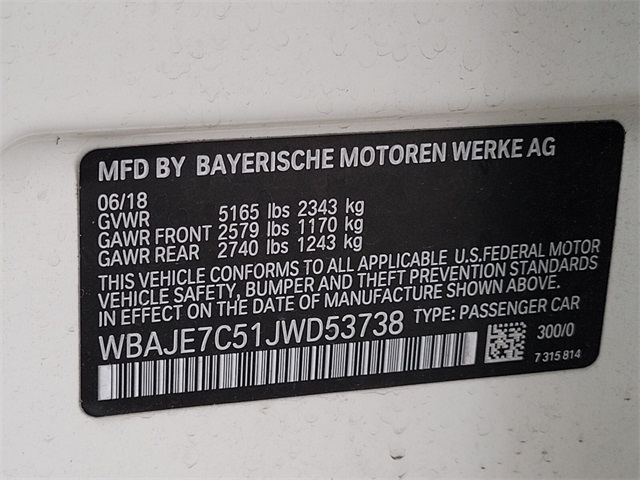 MFD BY BAYERISCHE MOTOREN WERKE AG
06/18
GVWR 5165 lbs 2343 kg
GAWR FRONT 2579 lbs 1170 kg
GAWR REAR 2740 lbs 1243 kg
THIS VEHICLE CONFORMS TO ALL APPLICABLE U.S.FEDERAL MOTOR
VEHICLE SAFETY, BUMPER AND THEFT PREVENTION STANDARDS
IN EFFECT ON THE DATE OF MANUFACTURE SHOWN ABOVE.
WBAJE7C51JWD53738 TYPE: PASSENGER CAR
300/0
7 315 814